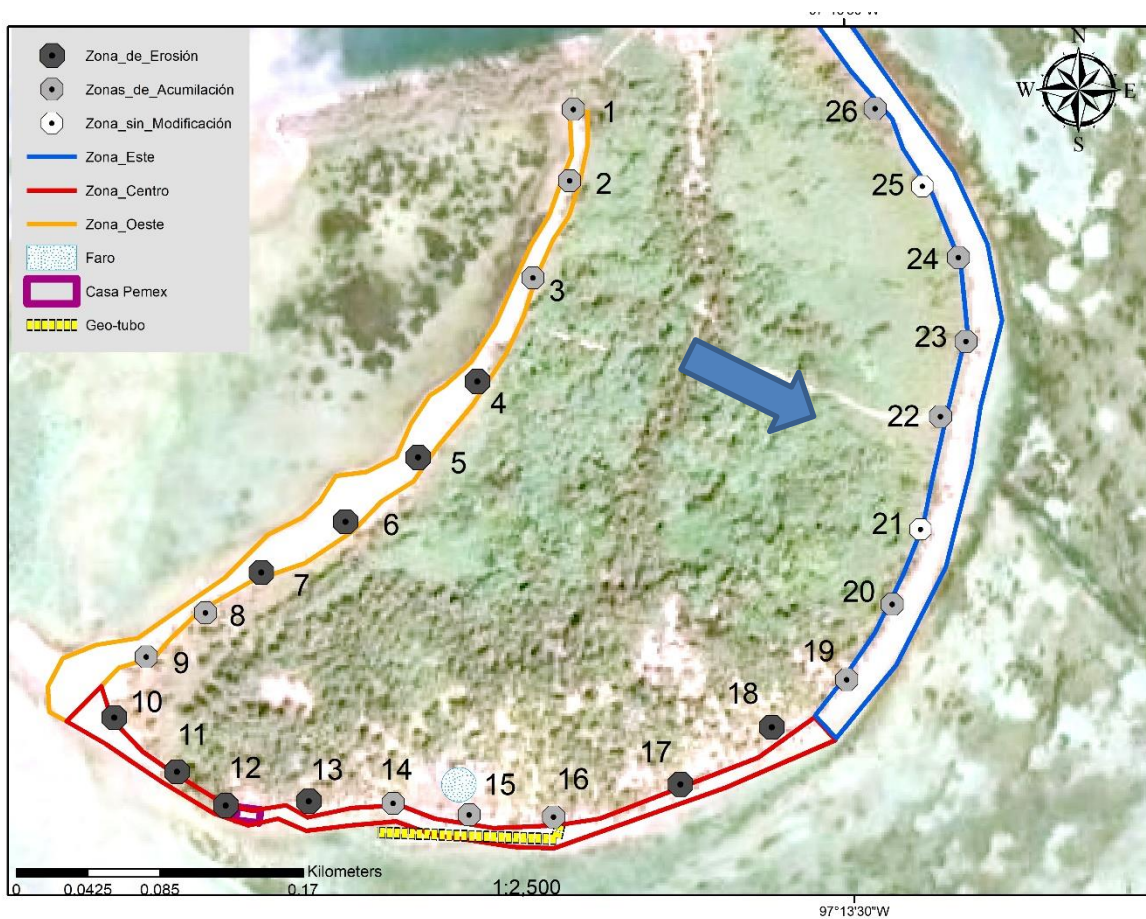 Zona_de_Erosión
Zonas_de_Acumilación
Zona_sin_Modificación
Zona_Este
Zona_Centro
Zona_Oeste
Faro
Casa Pemex
Geo-tubo
N
W
E
S
1
2
3
4
5
6
7
8
9
10
11
12
13
14
15
16
17
18
19
20
21
22
23
24
25
26
Kilometers
0 0.0425 0.085 0.17
1:2,500
97°13'30"W